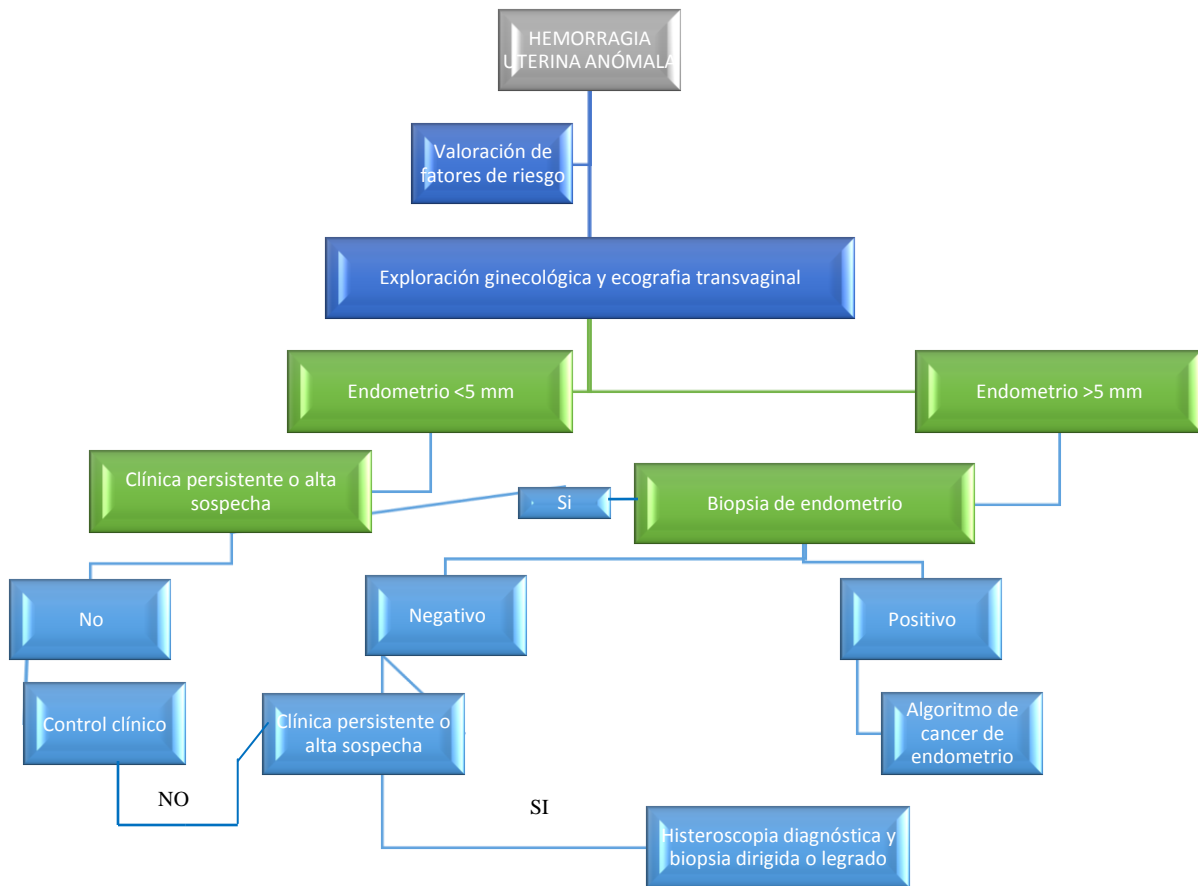 HEMORRAGIA
UTERINA ANÓMALA
Valoración de
fatores de riesgo
Exploración ginecológica y ecografia transvaginal
Endometrio <5 mm
Endometrio >5 mm
Clínica persistente o alta
sospecha
Si
Biopsia de endometrio
No
Negativo
Positivo
Control clínico
Clínica persistente o
alta sospecha
Algoritmo de
cancer de
endometrio
NO
SI
Histeroscopia diagnóstica y
biopsia dirigida o legrado